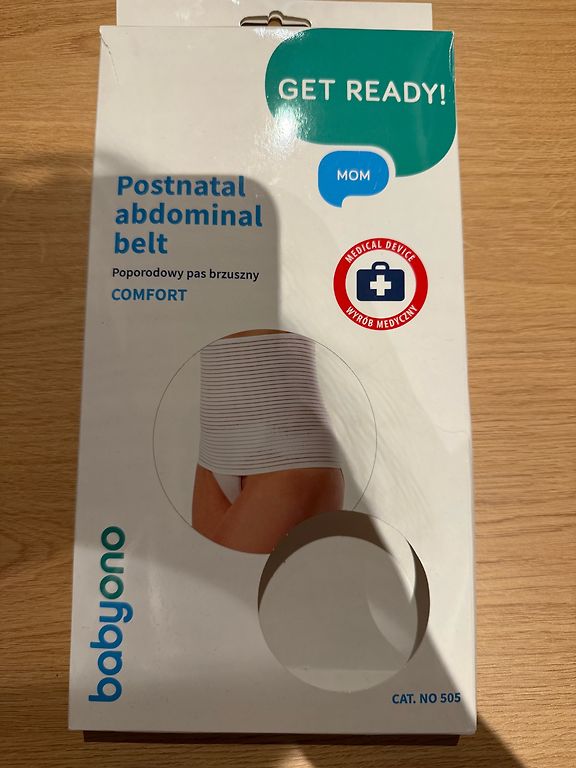 GET READY!
MOM
Postnatal
abdominal
belt
Poporodowy pas brzuszny
COMFORT
MEDICAL DEVICE
WYRÓB MEDYCZNY
babyono
CAT. NO 505